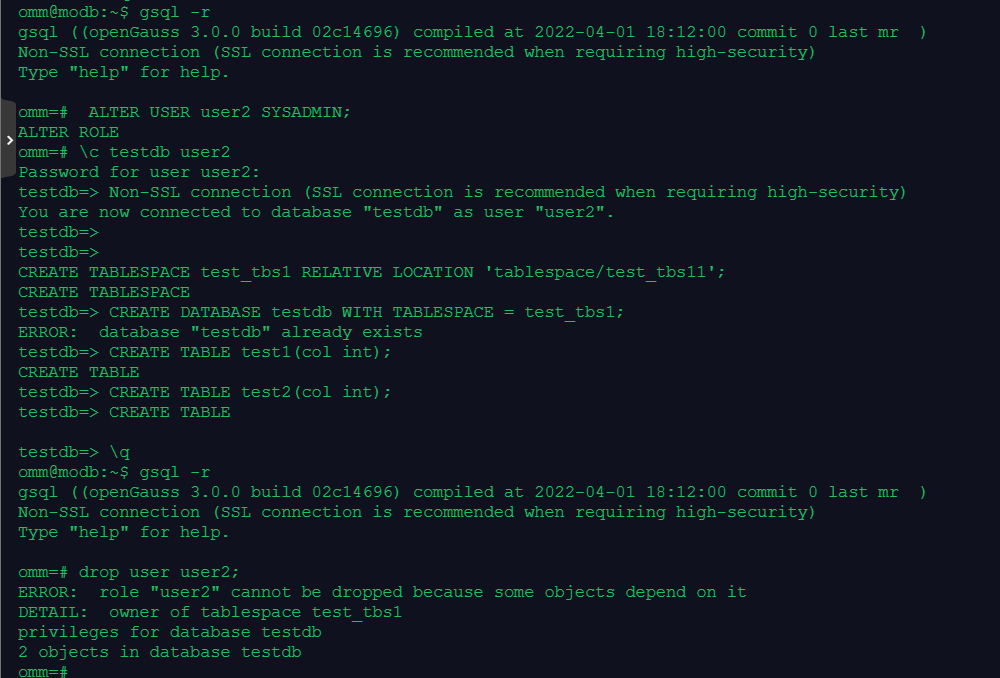 omm@modb:~$ gsql -r
gsql ((openGauss 3.0.0 build 02c14696) compiled at 2022-04-01 18:12:00 commit 0 last mr  )
Non-SSL connection (SSL connection is recommended when requiring high-security)
Type "help" for help.

omm=#  ALTER USER user2 SYSADMIN;
ALTER ROLE
omm=# \c testdb user2
Password for user user2:
testdb=> Non-SSL connection (SSL connection is recommended when requiring high-security)
You are now connected to database "testdb" as user "user2".
testdb=>
testdb=>
CREATE TABLESPACE test_tbs1 RELATIVE LOCATION 'tablespace/test_tbs11';
CREATE TABLESPACE
testdb=> CREATE DATABASE testdb WITH TABLESPACE = test_tbs1;
ERROR:  database "testdb" already exists
testdb=> CREATE TABLE test1(col int);
CREATE TABLE
testdb=> CREATE TABLE test2(col int);
testdb=> CREATE TABLE

testdb=> \q
omm@modb:~$ gsql -r
gsql ((openGauss 3.0.0 build 02c14696) compiled at 2022-04-01 18:12:00 commit 0 last mr  )
Non-SSL connection (SSL connection is recommended when requiring high-security)
Type "help" for help.

omm=# drop user user2;
ERROR:  role "user2" cannot be dropped because some objects depend on it
DETAIL:  owner of tablespace test_tbs1
privileges for database testdb
2 objects in database testdb
omm=#